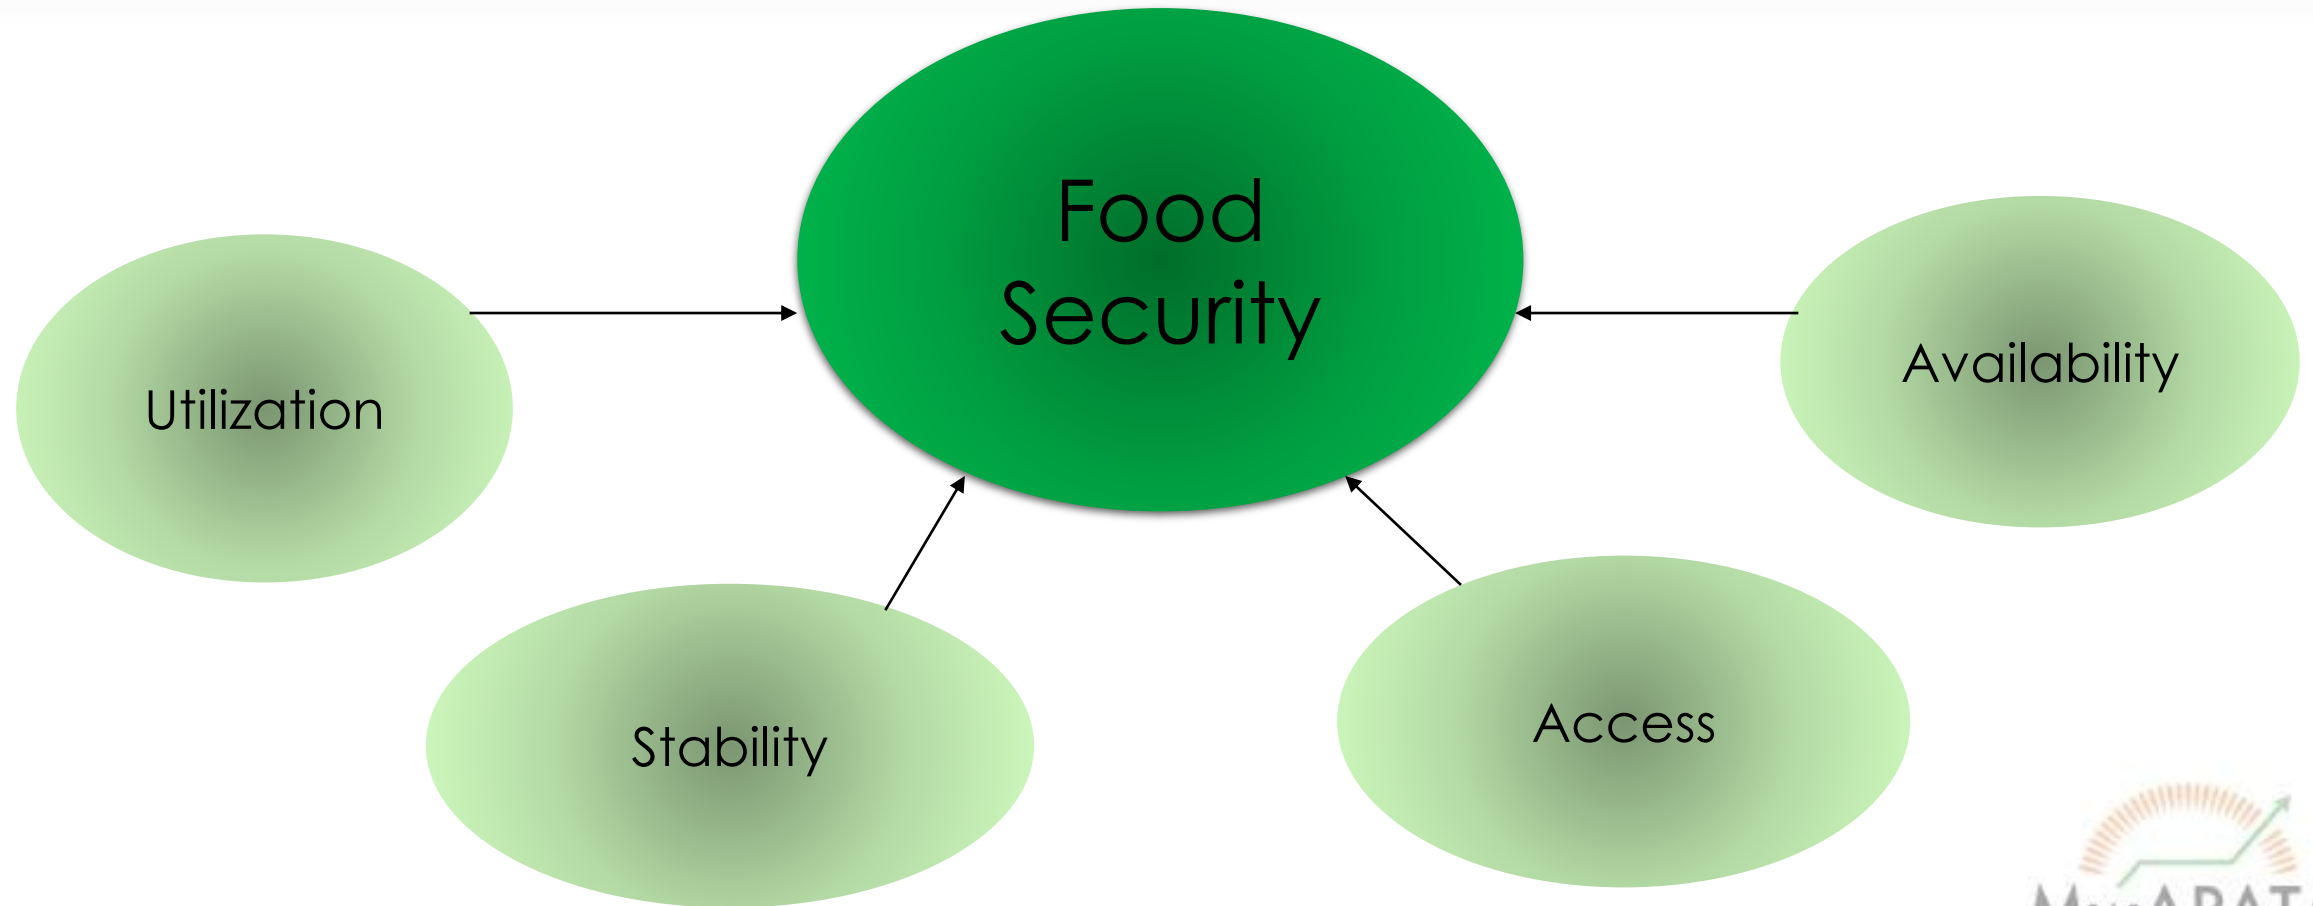 Food
Security
Utilization
Availability
Stability
Access